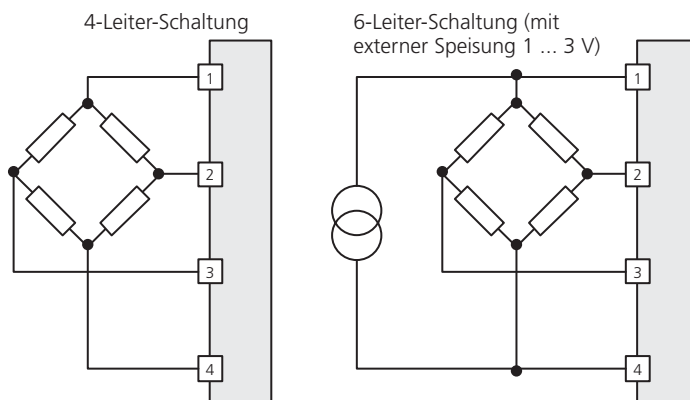 4-Leiter-Schaltung
1
2
3
4
6-Leiter-Schaltung (mit
externer Speisung 1 ... 3 V)
1
2
3
4